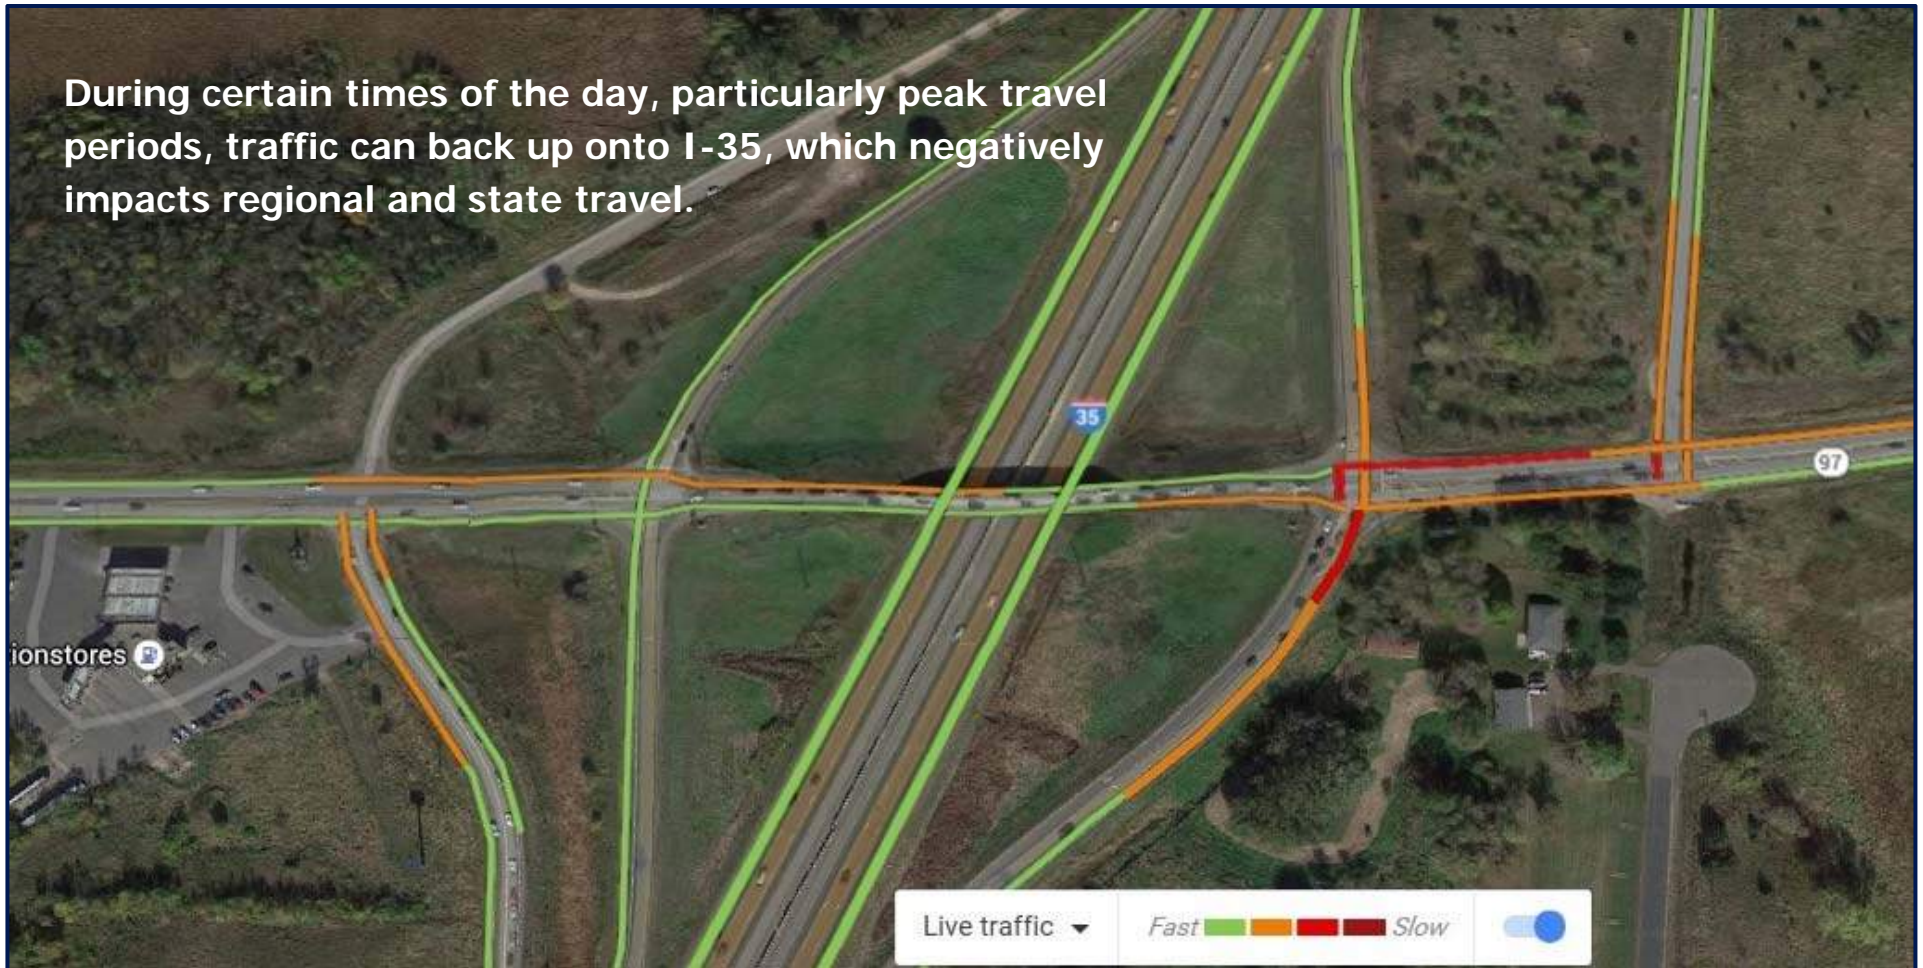 During certain times of the day, particularly peak travel
periods, traffic can back up onto I-35, which negatively
impacts regional and state travel.
35
97
ionstores
Live traffic
Fast
Slow